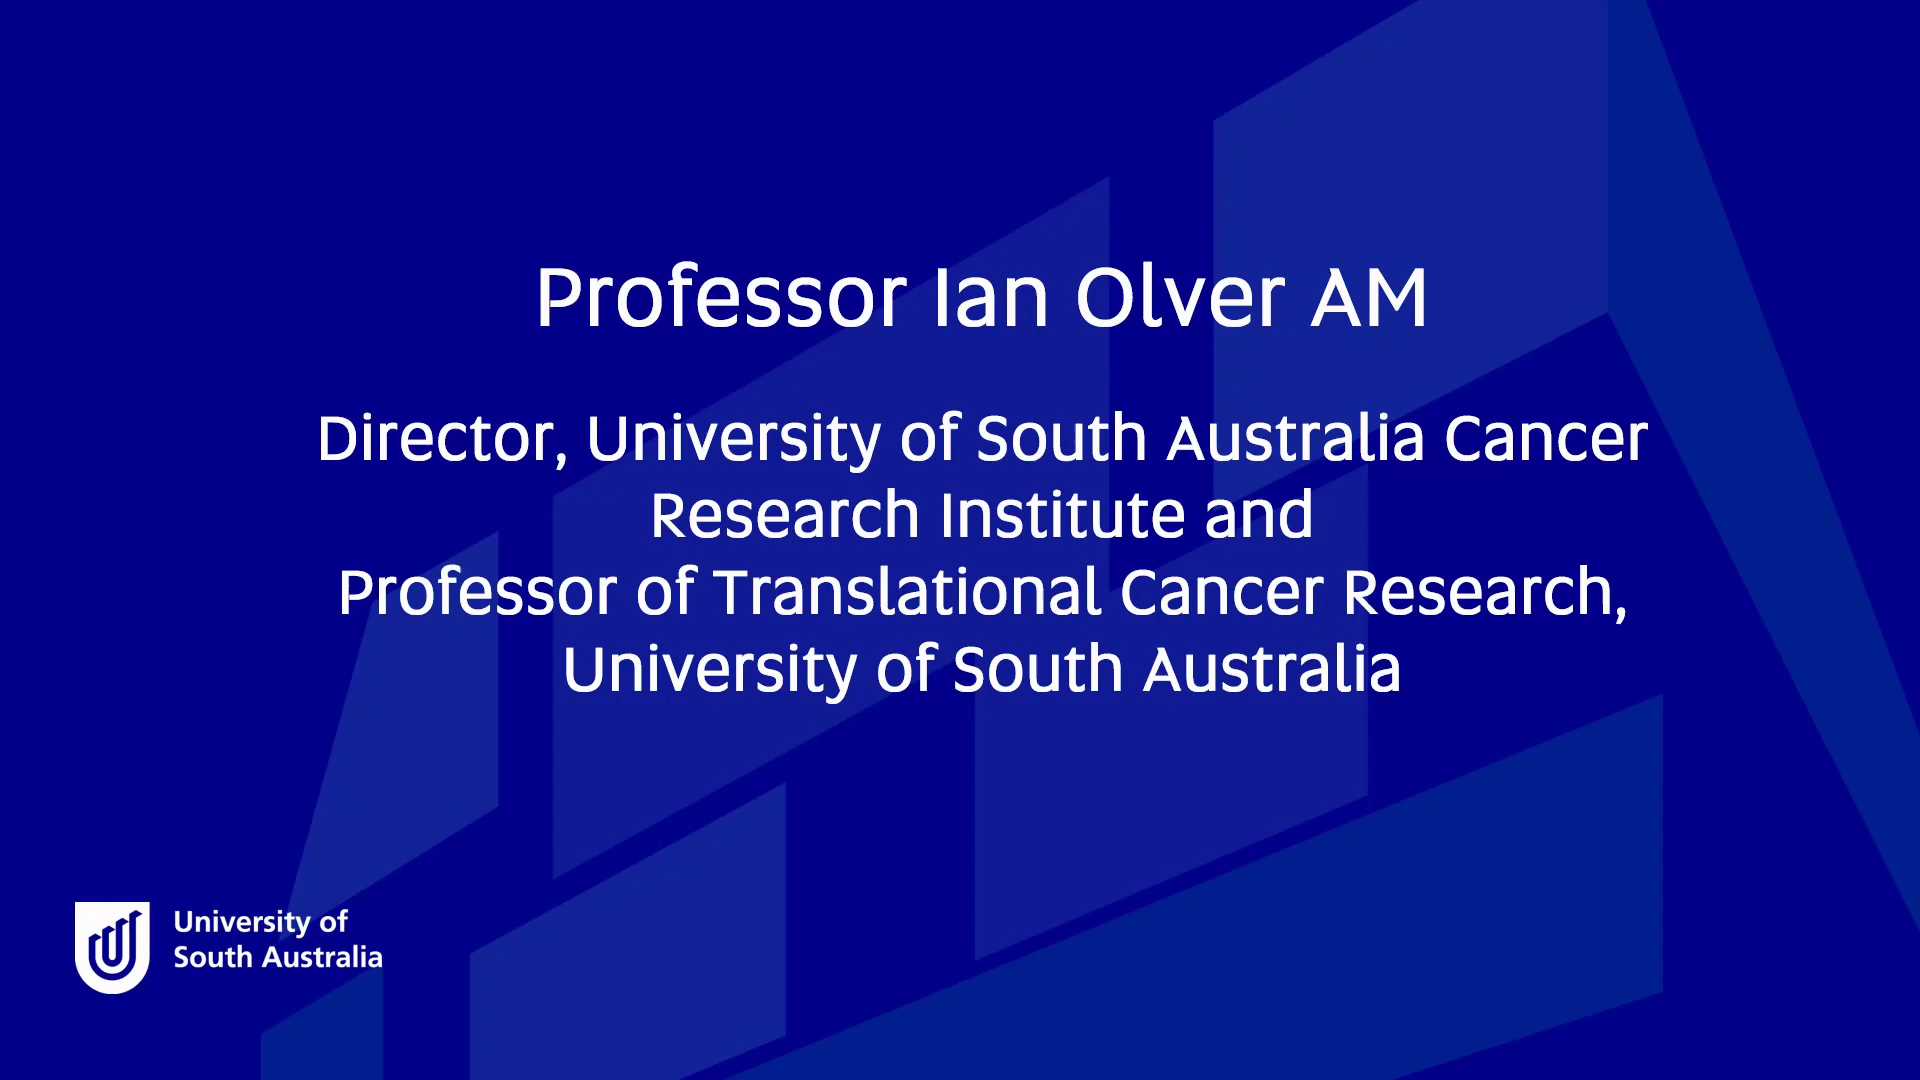 Professor Ian Olver AM
Director, University of South Australia Cancer
Research Institute and
Professor of Translational Cancer Research,
University of South Australia
University of
South Australia